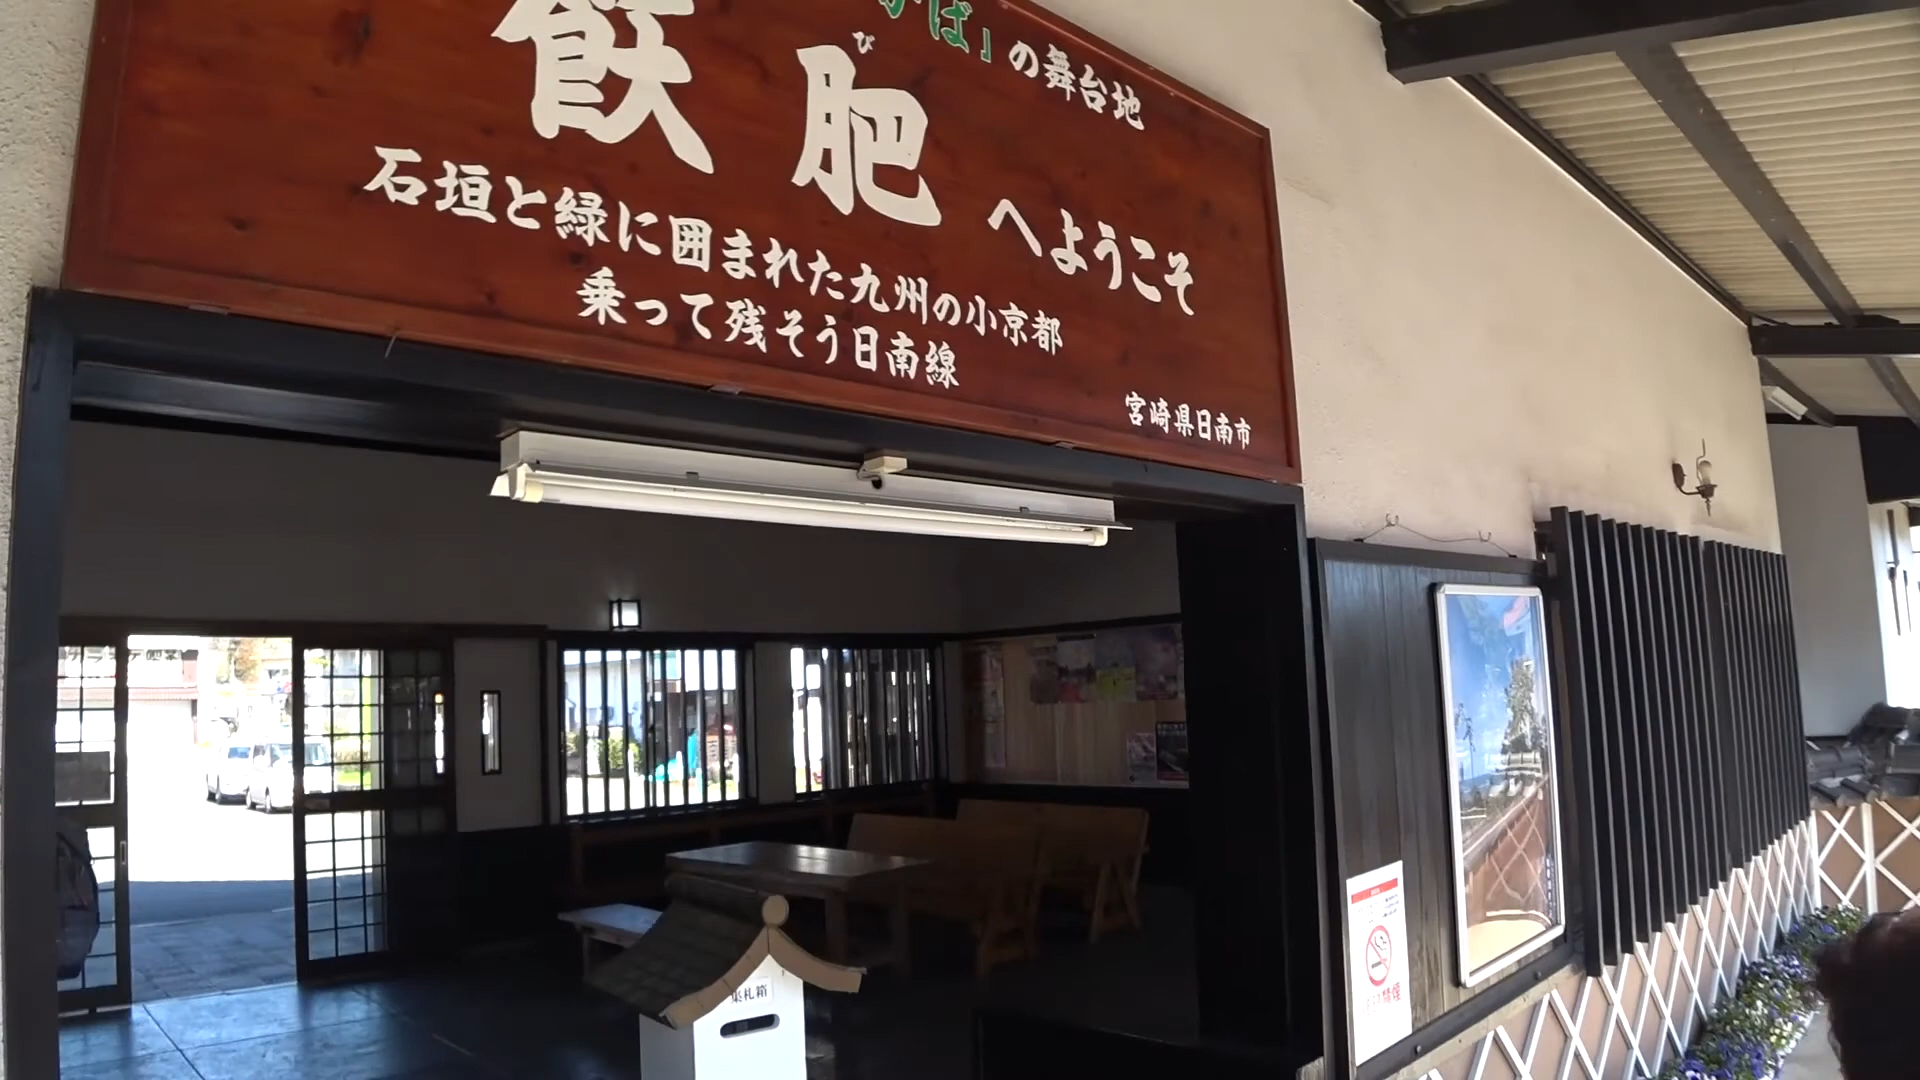 かば」の舞台地
飫肥へようこそ
び
石垣と緑に囲まれた九州の小京都
乗って残そう日南線
宮崎県日南市
集札箱